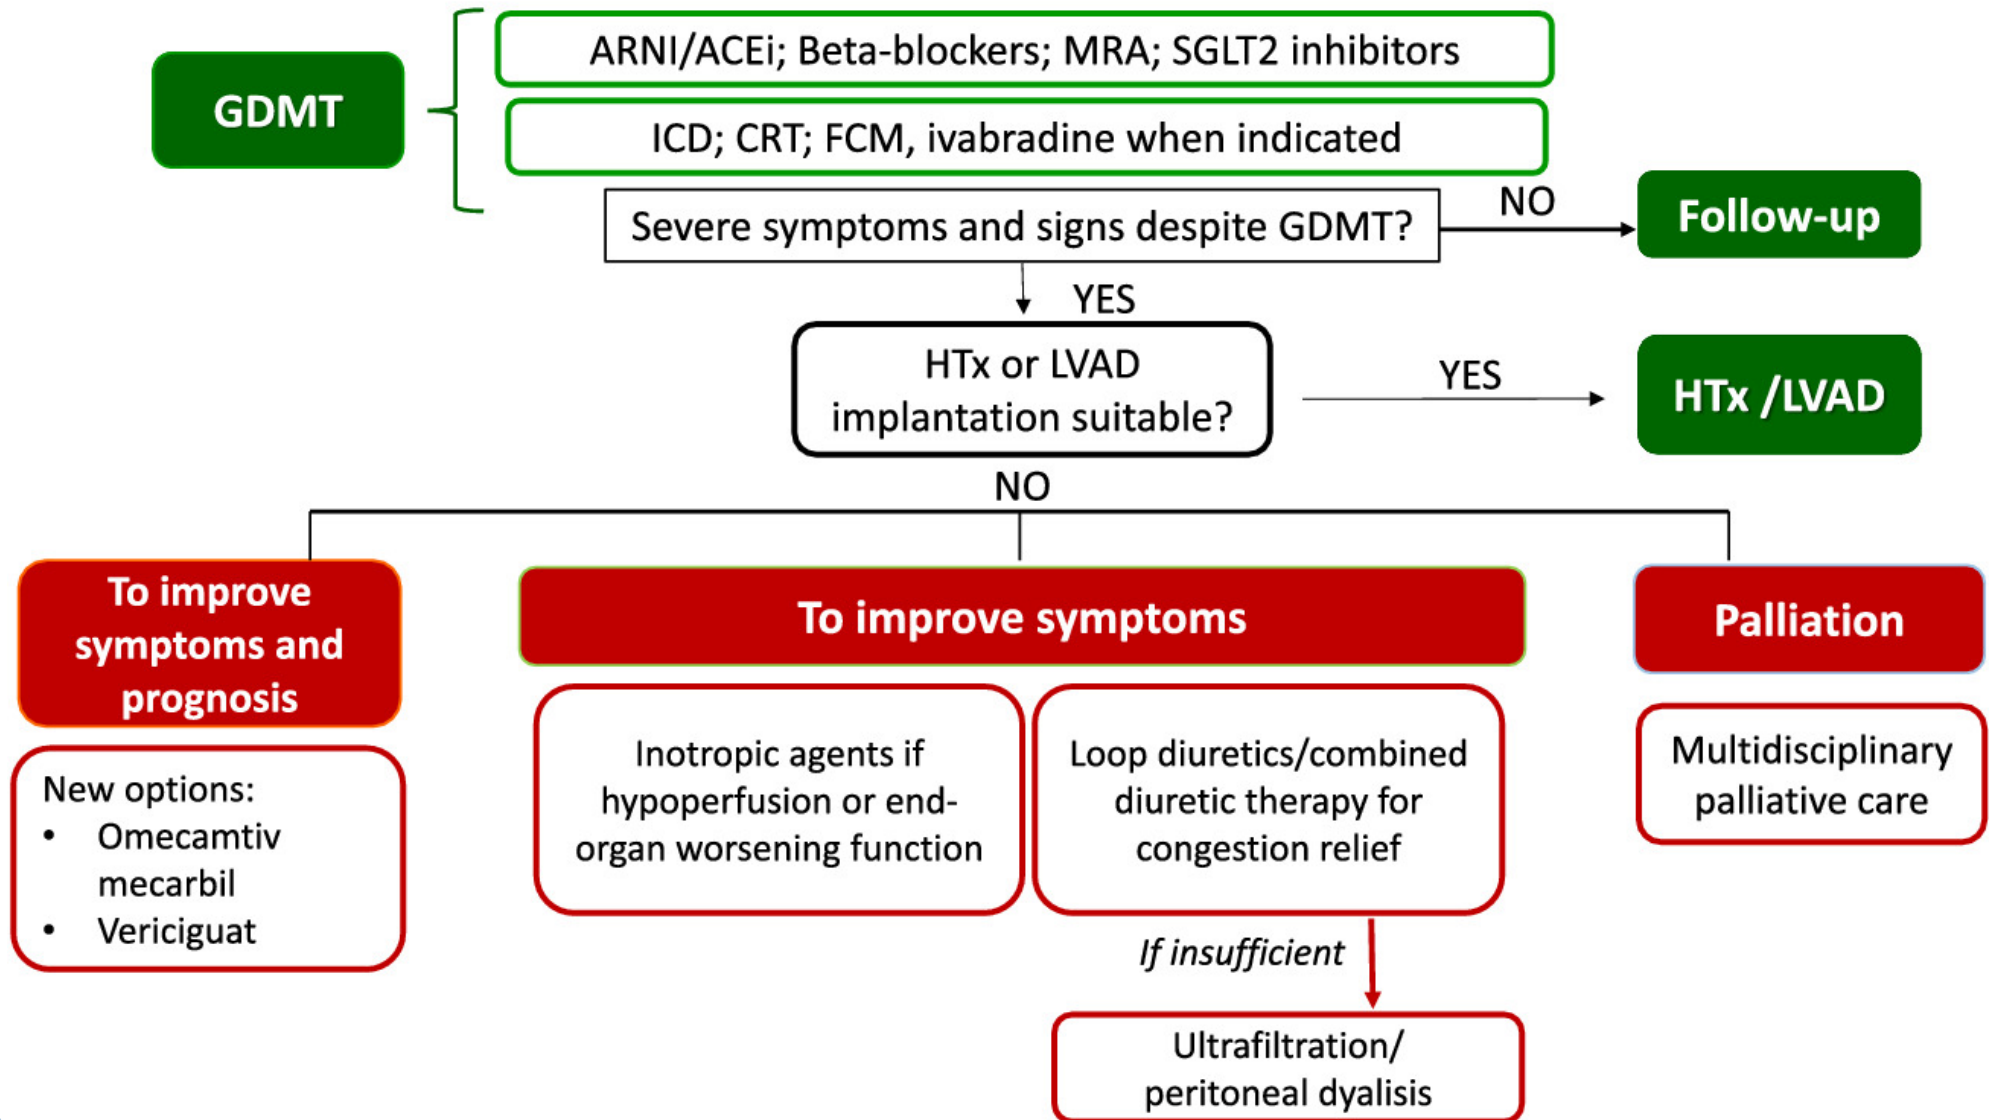 GDMT
ARNI/ACEi; Beta-blockers; MRA; SGLT2 inhibitors
ICD; CRT; FCM, ivabradine when indicated
Severe symptoms and signs despite GDMT?
NO
Follow-up
YES
HTx or LVAD
implantation suitable?
YES
HTx /LVAD
NO
To improve
symptoms and
prognosis
New options:
• Omecamtiv
mecarbil
• Vericiguat
To improve symptoms
Inotropic agents if
hypoperfusion or end-
organ worsening function
Loop diuretics/combined
diuretic therapy for
congestion relief
If insufficient
Ultrafiltration/
peritoneal dyalisis
Palliation
Multidisciplinary
palliative care